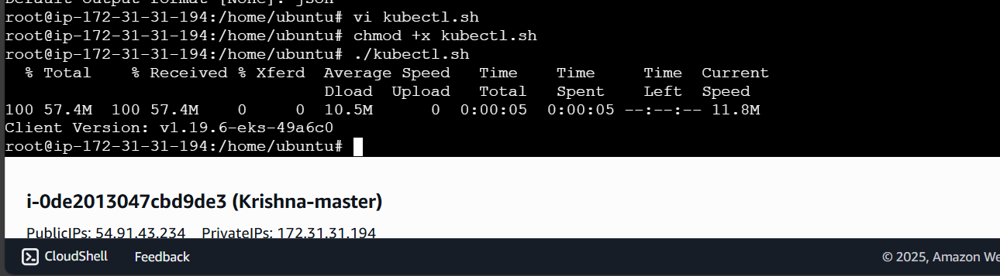 Default output format [None]: json
root@ip-172-31-31-194:/home/ubuntu# vi kubectl.sh
root@ip-172-31-31-194:/home/ubuntu# chmod +x kubectl.sh
root@ip-172-31-31-194:/home/ubuntu# ./kubectl.sh
  % Total    % Received % Xferd  Average Speed   Time    Time     Time  Current
                                 Dload  Upload   Total   Spent    Left  Speed
100 57.4M  100 57.4M    0     0  10.5M      0  0:00:05  0:00:05 --:--:-- 11.8M
Client Version: v1.19.6-eks-49a6c0
root@ip-172-31-31-194:/home/ubuntu#
i-0de2013047cbd9de3 (Krishna-master)
PublicIPs: 54.91.43.234    PrivateIPs: 172.31.31.194
CloudShell    Feedback    © 2025, Amazon We